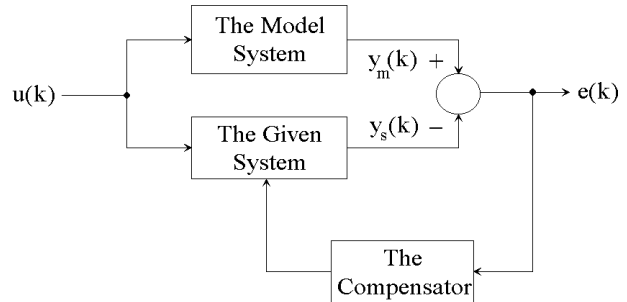 The Model
System
y_m(k) +
u(k)
e(k)
The Given
System
y_s(k) −
The
Compensator